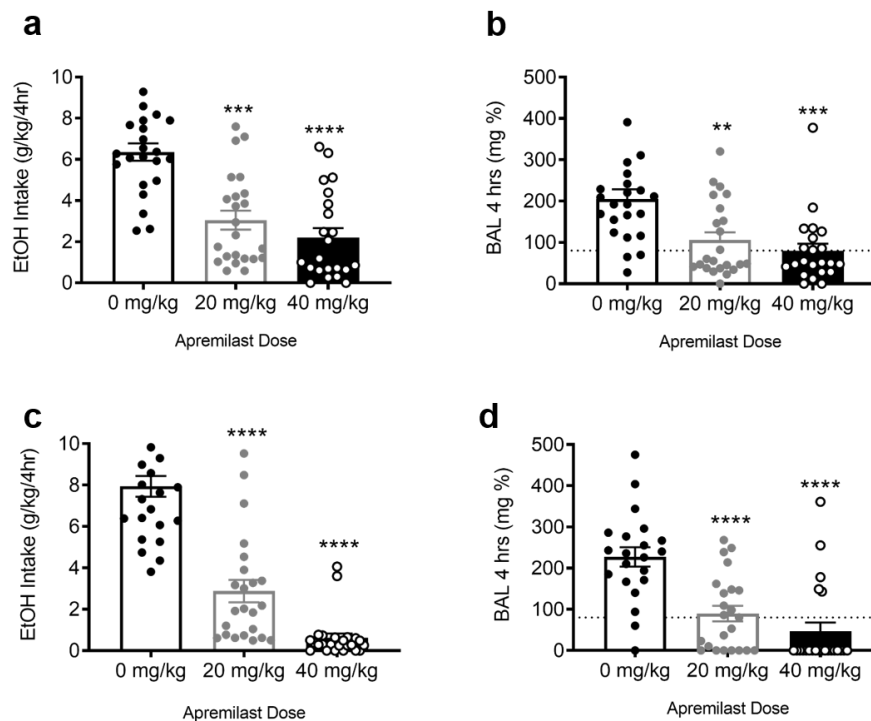 a
EtOH Intake (g/kg/4hr)
10
8
6
4
2
0
***
****
0 mg/kg 20 mg/kg 40 mg/kg
Apremilast Dose
b
BAL 4 hrs (mg %)
500
400
300
200
100
0
**
***
0 mg/kg 20 mg/kg 40 mg/kg
Apremilast Dose
c
EtOH Intake (g/kg/4hr)
10
8
6
4
2
0
****
****
0 mg/kg 20 mg/kg 40 mg/kg
Apremilast Dose
d
BAL 4 hrs (mg %)
500
400
300
200
100
0
****
****
0 mg/kg 20 mg/kg 40 mg/kg
Apremilast Dose